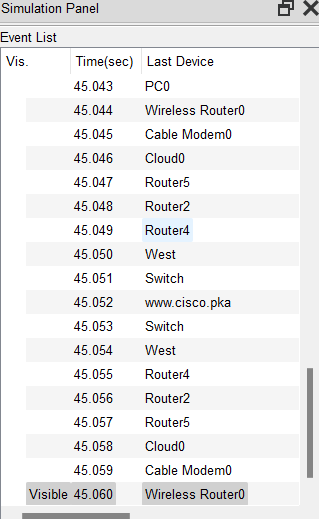 Simulation Panel
Event List
Vis. Time(sec) Last Device
45.043 PC0
45.044 Wireless Router0
45.045 Cable Modem0
45.046 Cloud0
45.047 Router5
45.048 Router2
45.049 Router4
45.050 West
45.051 Switch
45.052 www.cisco.pka
45.053 Switch
45.054 West
45.055 Router4
45.056 Router2
45.057 Router5
45.058 Cloud0
45.059 Cable Modem0
Visible 45.060 Wireless Router0